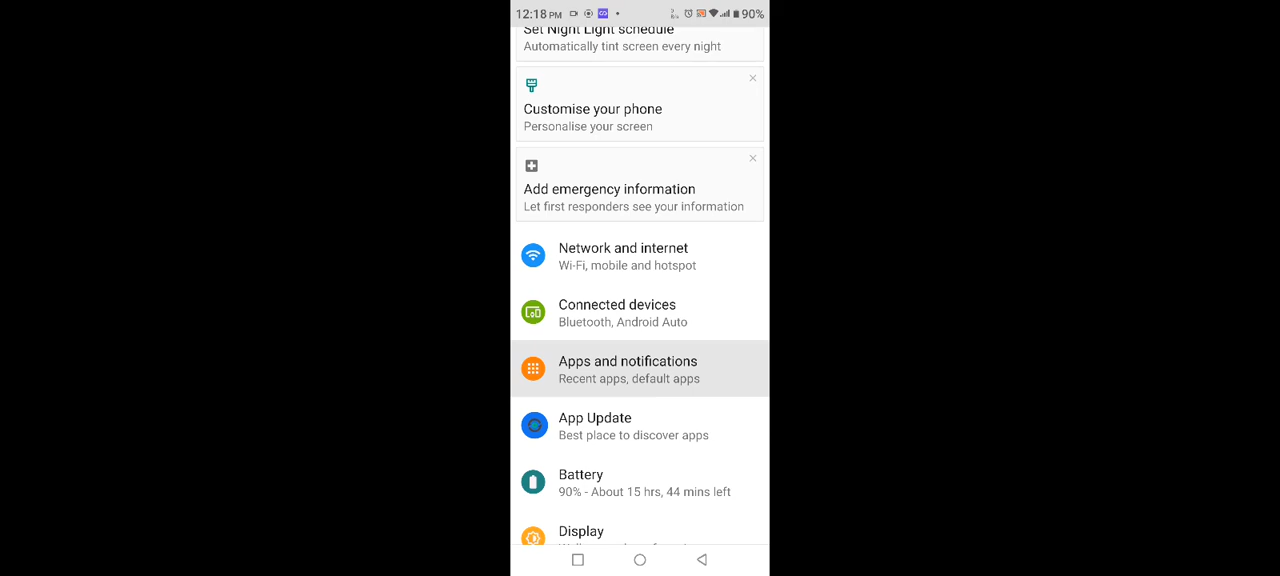 12:18 PM 90%
Set Night Light schedule
Automatically tint screen every night
Customise your phone
Personalise your screen
Add emergency information
Let first responders see your information
Network and internet
Wi-Fi, mobile and hotspot
Connected devices
Bluetooth, Android Auto
Apps and notifications
Recent apps, default apps
App Update
Best place to discover apps
Battery
90% - About 15 hrs, 44 mins left
Display